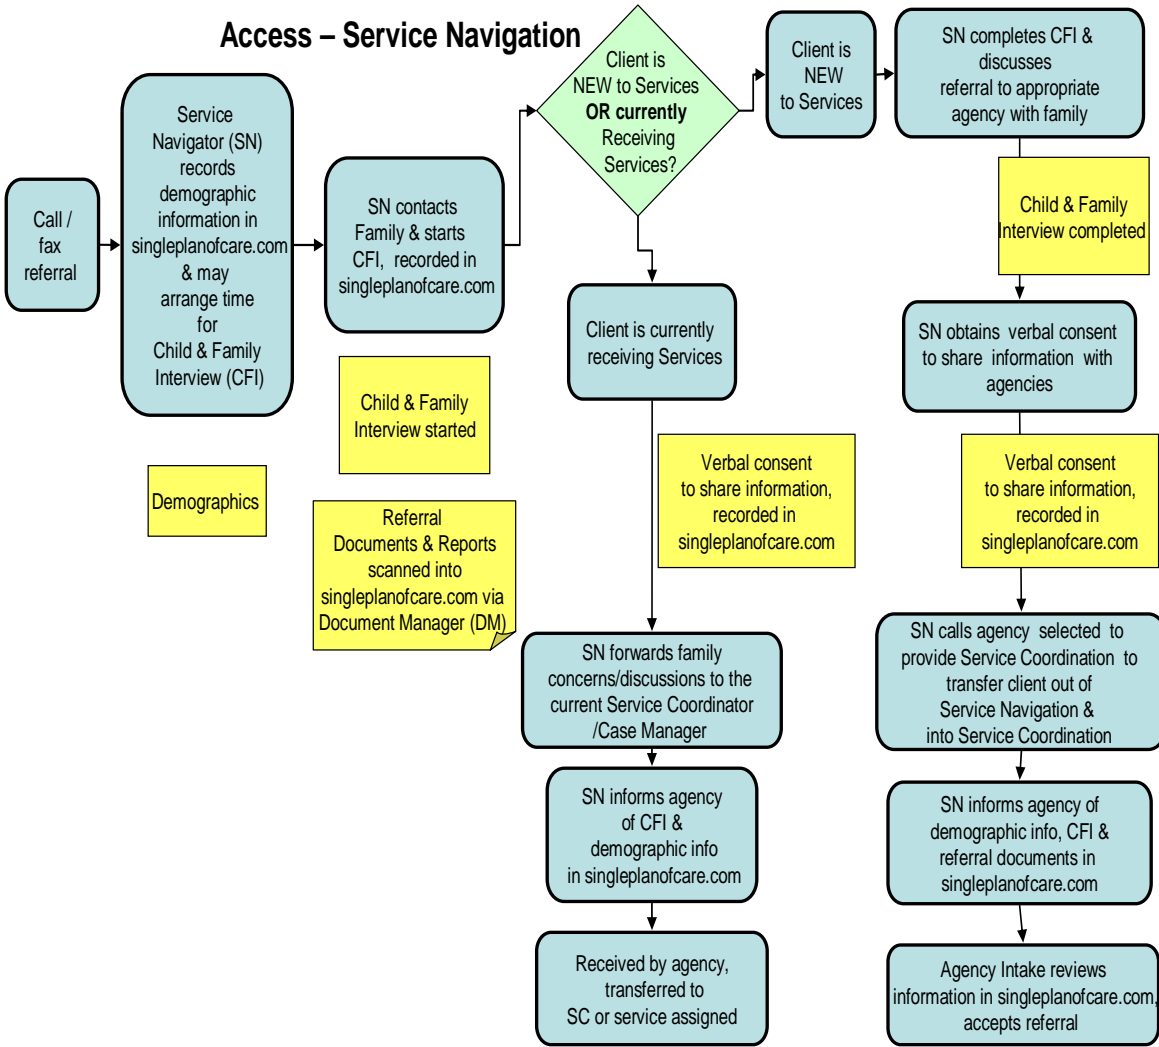 Access – Service Navigation
Call /
fax
referral
Service
Navigator (SN)
records
demographic
information in
singleplanofcare.com
& may
arrange time
for
Child & Family
Interview (CFI)
Demographics
SN contacts
Family & starts
CFI, recorded in
singleplanofcare.com
Child & Family
Interview started
Referral
Documents & Reports
scanned into
singleplanofcare.com via
Document Manager (DM)
Client is
NEW to Services
OR currently
Receiving
Services?
Client is currently
receiving Services
Verbal consent
to share information,
recorded in
singleplanofcare.com
SN forwards family
concerns/discussions to the
current Service Coordinator
/Case Manager
SN informs agency
of CFI &
demographic info
in singleplanofcare.com
Received by agency,
transferred to
SC or service assigned
Client is
NEW
to Services
SN completes CFI &
discusses
referral to appropriate
agency with family
Child & Family
Interview completed
SN obtains verbal consent
to share information with
agencies
Verbal consent
to share information,
recorded in
singleplanofcare.com
SN calls agency selected to
provide Service Coordination to
transfer client out of
Service Navigation &
into Service Coordination
SN informs agency of
demographic info, CFI &
referral documents in
singleplanofcare.com
Agency Intake reviews
information in singleplanofcare.com,
accepts referral